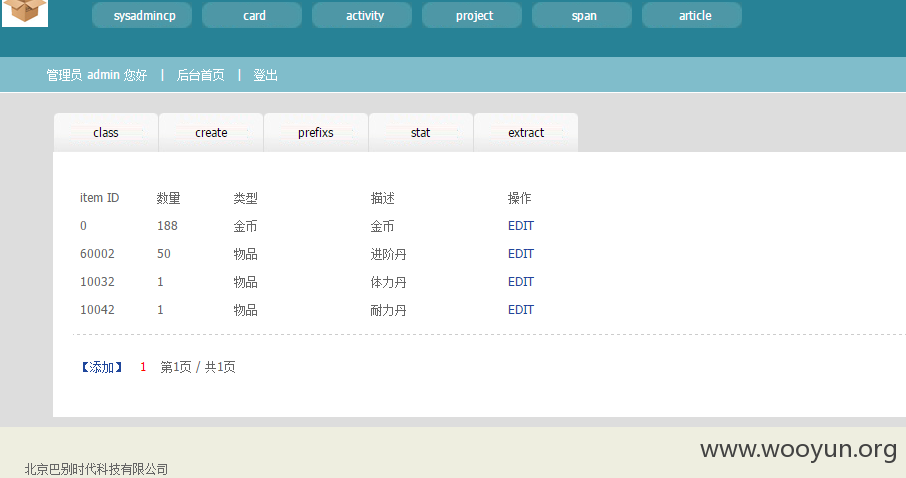 sysadmincp card activity project span article
管理员 admin 您好 | 后台首页 | 登出
class create prefixs stat extract
item ID 数量 类型 描述 操作
0 188 金币 金币 EDIT
60002 50 物品 进阶丹 EDIT
10032 1 物品 体力丹 EDIT
10042 1 物品 耐力丹 EDIT
【添加】 1 第1页 / 共1页
www.wooyun.org
北京巴别时代科技有限公司